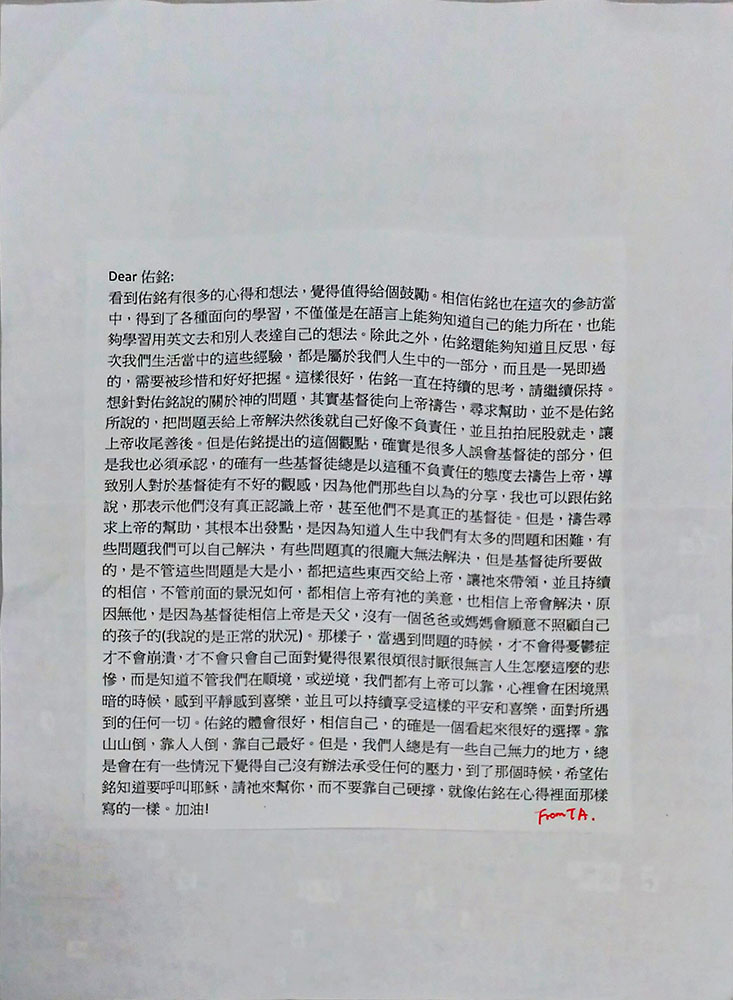 Dear 佑銘:
看到佑銘有很多的心得和想法，覺得值得給個鼓勵。相信佑銘也在這次的參訪當
中，得到了各種面向的學習，不僅僅是在語言上能夠知道自己的能力所在，也能
夠學習用英文去和別人表達自己的想法。除此之外，佑銘還能夠知道且反思，每
次我們生活當中的這些經驗，都是屬於我們人生中的一部分，而且是一晃即過
的，需要被珍惜和好好把握。這樣很好，佑銘一直在持續的思考，請繼續保持。
想針對佑銘說的關於神的問題，其實基督徒向上帝禱告，尋求幫助，並不是佑銘
所說的，把問題丟給上帝解決然後就自己好像不負責任，並且拍拍屁股就走，讓
上帝收尾善後。但是佑銘提出的這個觀點，確實是很多人誤會基督徒的部分，但
是我也必須承認，的確有一些基督徒總是以這種不負責任的態度去禱告上帝，導
致別人對於基督徒有不好的觀感，因為他們那些自以為的分享，我也可以跟佑銘
說，那表示他們沒有真正認識上帝，甚至他們不是真正的基督徒。但是，禱告尋
求上帝的幫助，其根本出發點，是因為知道人生中我們有太多的問題和困難，有
些問題我們可以自己解決，有些問題真的很龐大無法解決，但是基督徒所要做
的，是不管這些問題是大是小，都把這些東西交給上帝，讓祂來帶領，並且持續
的相信，不管前面的景況如何，都相信上帝有祂的美意，也相信上帝會解決，原
因無他，是因為基督徒相信上帝是天父，沒有一個爸爸或媽媽會願意不照顧自己
的孩子的(我說的是正常的狀況)。那樣子，當遇到問題的時候，才不會得憂鬱症
才不會崩潰，才不會只會自己面對覺得很累很煩很討厭很無言人生怎麼這麼的悲
慘，而是知道不管我們在順境，或逆境，我們都有上帝可以靠，心裡會在困境黑
暗的時候，感到平靜感到喜樂，並且可以持續享受這樣的平安和喜樂，面對所遇
到的任何一切。佑銘的體會很好，相信自己，的確是一個看起來很好的選擇。靠
山山倒，靠人人倒，靠自己最好。但是，我們人總是有一些自己無力的地方，總
是會在有一些情況下覺得自己沒有辦法承受任何的壓力，到了那個時候，希望佑
銘知道要呼叫耶穌，請祂來幫你，而不要靠自己硬撐，就像佑銘在心得裡面那樣
寫的一樣。加油!
From TA.